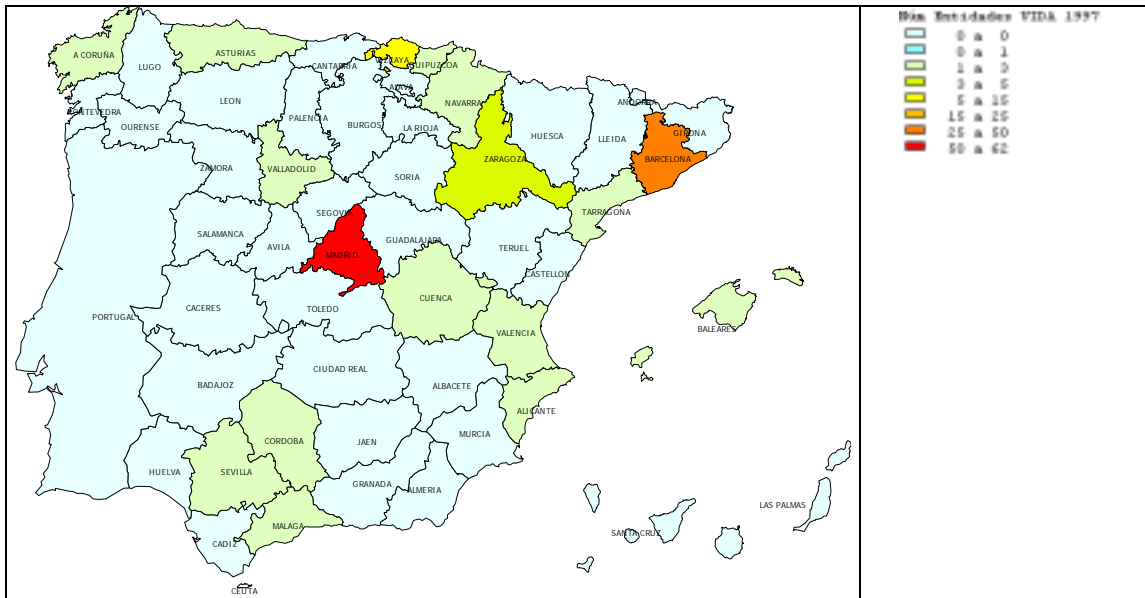 A CORUÑA
LUGO
ASTURIAS
CANTABRIA
VIZCAYA
GUIPUZCOA
ALAVA
NAVARRA
PONTEVEDRA
OURENSE
LEON
PALENCIA
BURGOS
LA RIOJA
HUESCA
ANDORRA
LLEIDA
GIRONA
BARCELONA
ZAMORA
VALLADOLID
SORIA
ZARAGOZA
TARRAGONA
SALAMANCA
AVILA
SEGOVIA
MADRID
GUADALAJARA
TERUEL
CASTELLON
PORTUGAL
CACERES
TOLEDO
CUENCA
VALENCIA
BALEARES
BADAJOZ
CIUDAD REAL
ALBACETE
ALICANTE
HUELVA
SEVILLA
CORDOBA
JAEN
MURCIA
CADIZ
MALAGA
GRANADA
ALMERIA
CEUTA
SANTA CRUZ
LAS PALMAS
Núm Entidades VIDA 1997
0 a 0
0 a 1
1 a 3
3 a 5
5 a 15
15 a 25
25 a 50
50 a 62